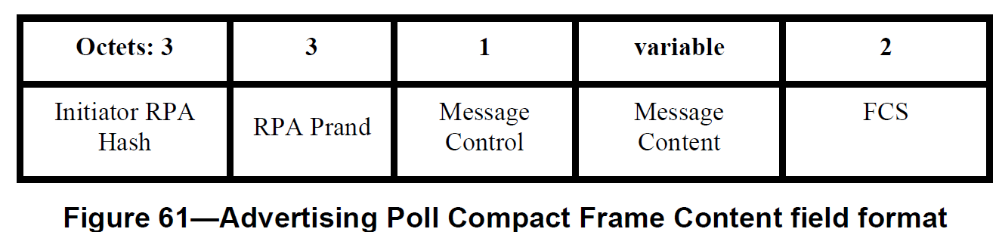 Octets: 3 3 1 variable 2
Initiator RPA Hash RPA Prand Message Control Message Content FCS
Figure 61—Advertising Poll Compact Frame Content field format